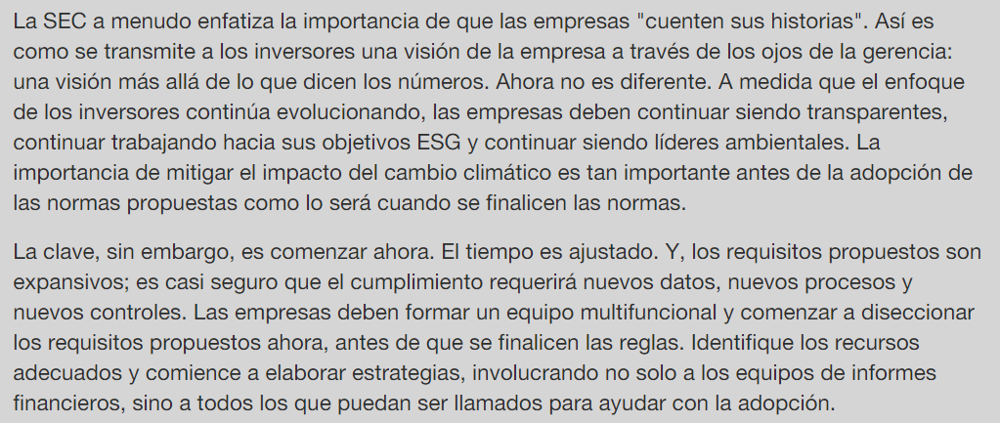 La SEC a menudo enfatiza la importancia de que las empresas "cuenten sus historias". Así es
como se transmite a los inversores una visión de la empresa a través de los ojos de la gerencia:
una visión más allá de lo que dicen los números. Ahora no es diferente. A medida que el enfoque
de los inversores continúa evolucionando, las empresas deben continuar siendo transparentes,
continuar trabajando hacia sus objetivos ESG y continuar siendo líderes ambientales. La
importancia de mitigar el impacto del cambio climático es tan importante antes de la adopción de
las normas propuestas como lo será cuando se finalicen las normas.
La clave, sin embargo, es comenzar ahora. El tiempo es ajustado. Y, los requisitos propuestos son
expansivos; es casi seguro que el cumplimiento requerirá nuevos datos, nuevos procesos y
nuevos controles. Las empresas deben formar un equipo multifuncional y comenzar a diseccionar
los requisitos propuestos ahora, antes de que se finalicen las reglas. Identifique los recursos
adecuados y comience a elaborar estrategias, involucrando no solo a los equipos de informes
financieros, sino a todos los que puedan ser llamados para ayudar con la adopción.